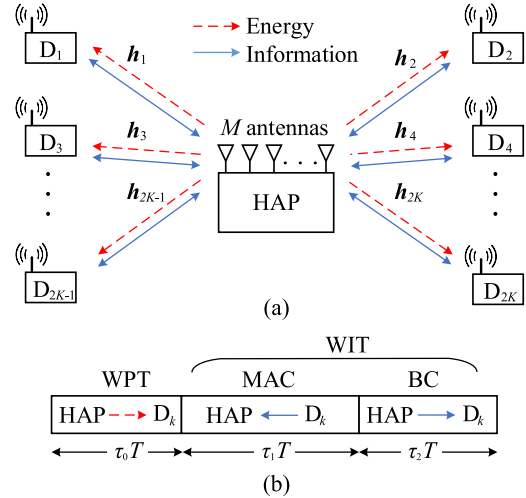 Energy
Information
D1 h1 h2 D2
D3 h3 M antennas h4 D4
HAP
D2K-1 h2K-1 h2K D2K
(a)
WIT
WPT MAC BC
HAP Dk HAP Dk HAP Dk
τ0T τ1T τ2T
(b)